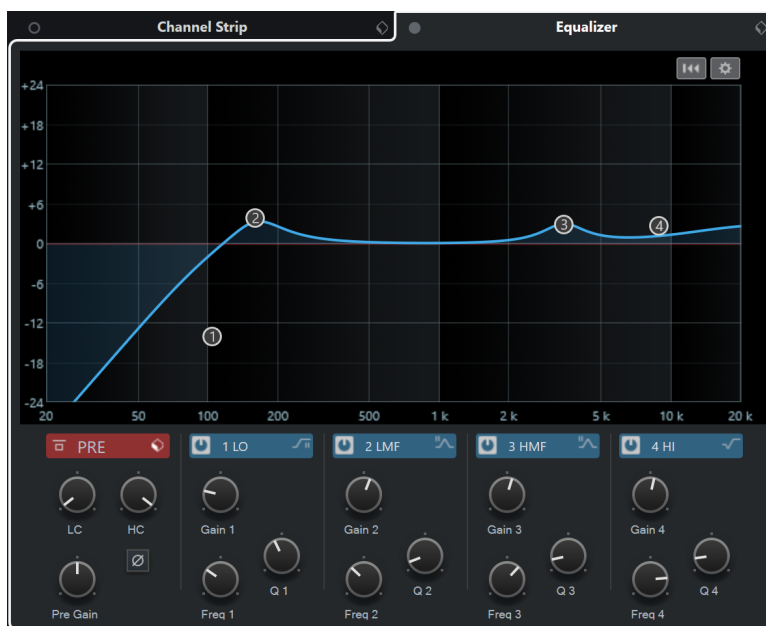 Channel Strip Equalizer
+24
+18
+12
+6
0
-6
-12
-18
-24
2 3 4
1
20 50 100 200 500 1 k 2 k 5 k 10 k 20 k
PRE 1 LO 2 LMF 3 HMF 4 HI
LC HC Gain 1 Gain 2 Gain 3 Gain 4
Ø Q 1 Q 2 Q 3 Q 4
Pre Gain Freq 1 Freq 2 Freq 3 Freq 4